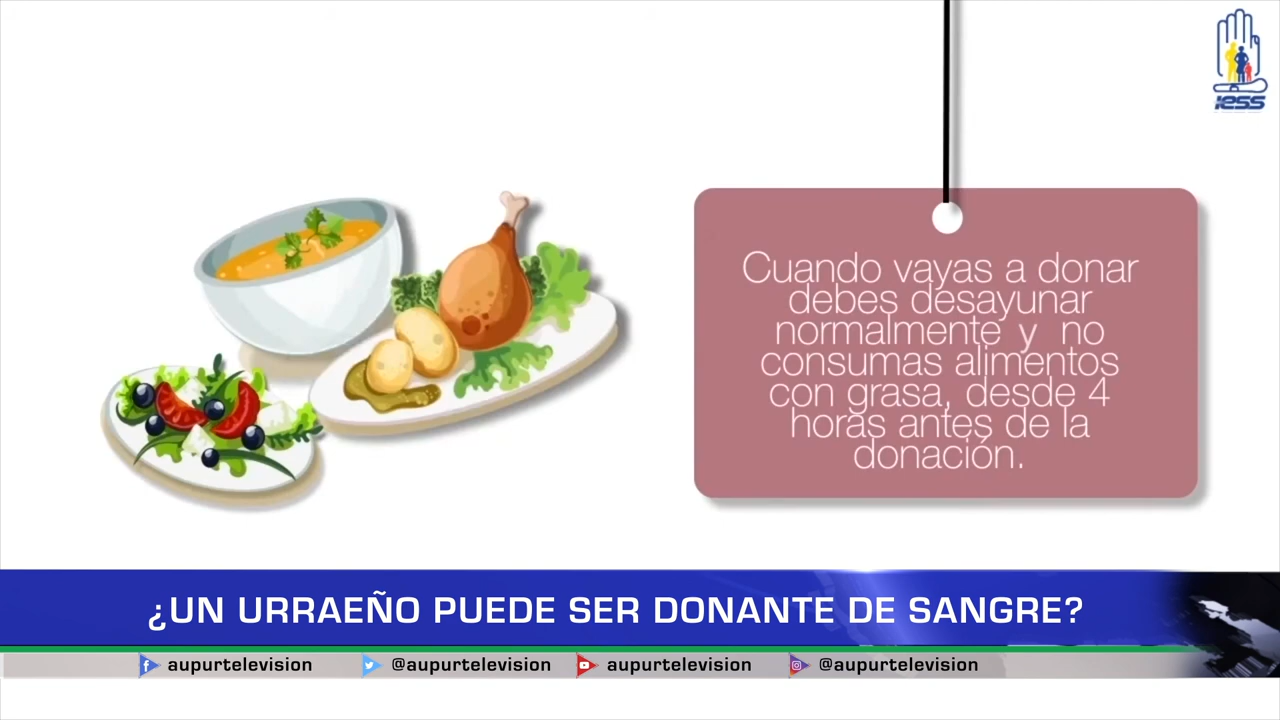 iess
Cuando vayas a donar
debes desayunar
normalmente y no
consumas alimentos
con grasa, desde 4
horas antes de la
donación.
¿UN URRAEÑO PUEDE SER DONANTE DE SANGRE?
aupurtelevision @aupurtelevision aupurtelevision @aupurtelevision